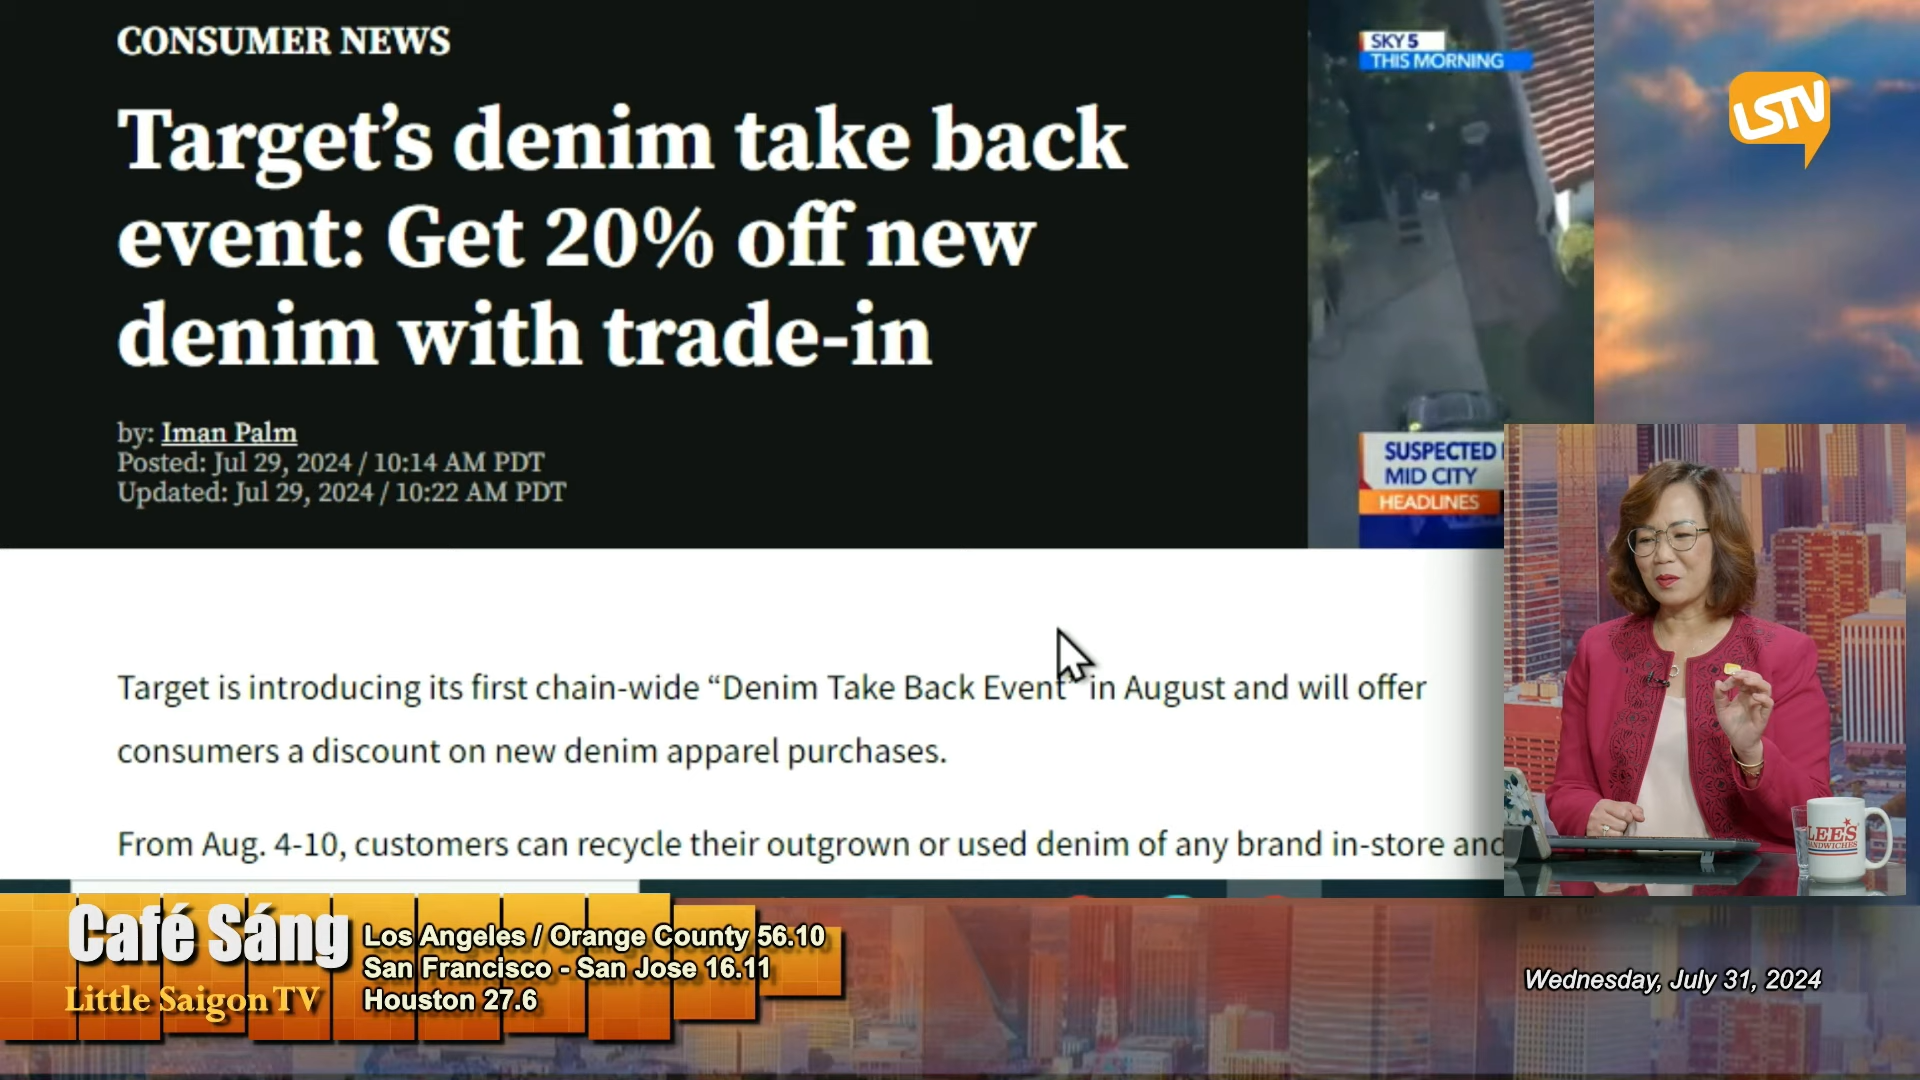 CONSUMER NEWS
Target’s denim take back
event: Get 20% off new
denim with trade-in
by: Iman Palm
Posted: Jul 29, 2024 / 10:14 AM PDT
Updated: Jul 29, 2024 / 10:22 AM PDT
SKY 5
THIS MORNING
SUSPECTED
MID CITY
HEADLINES
LSTV
Target is introducing its first chain-wide “Denim Take Back Event” in August and will offer
consumers a discount on new denim apparel purchases.
From Aug. 4-10, customers can recycle their outgrown or used denim of any brand in-store and
LEE'S
SANDWICHES
Café Sáng
Little Saigon TV
Los Angeles / Orange County 56.10
San Francisco - San Jose 16.11
Houston 27.6
Wednesday, July 31, 2024